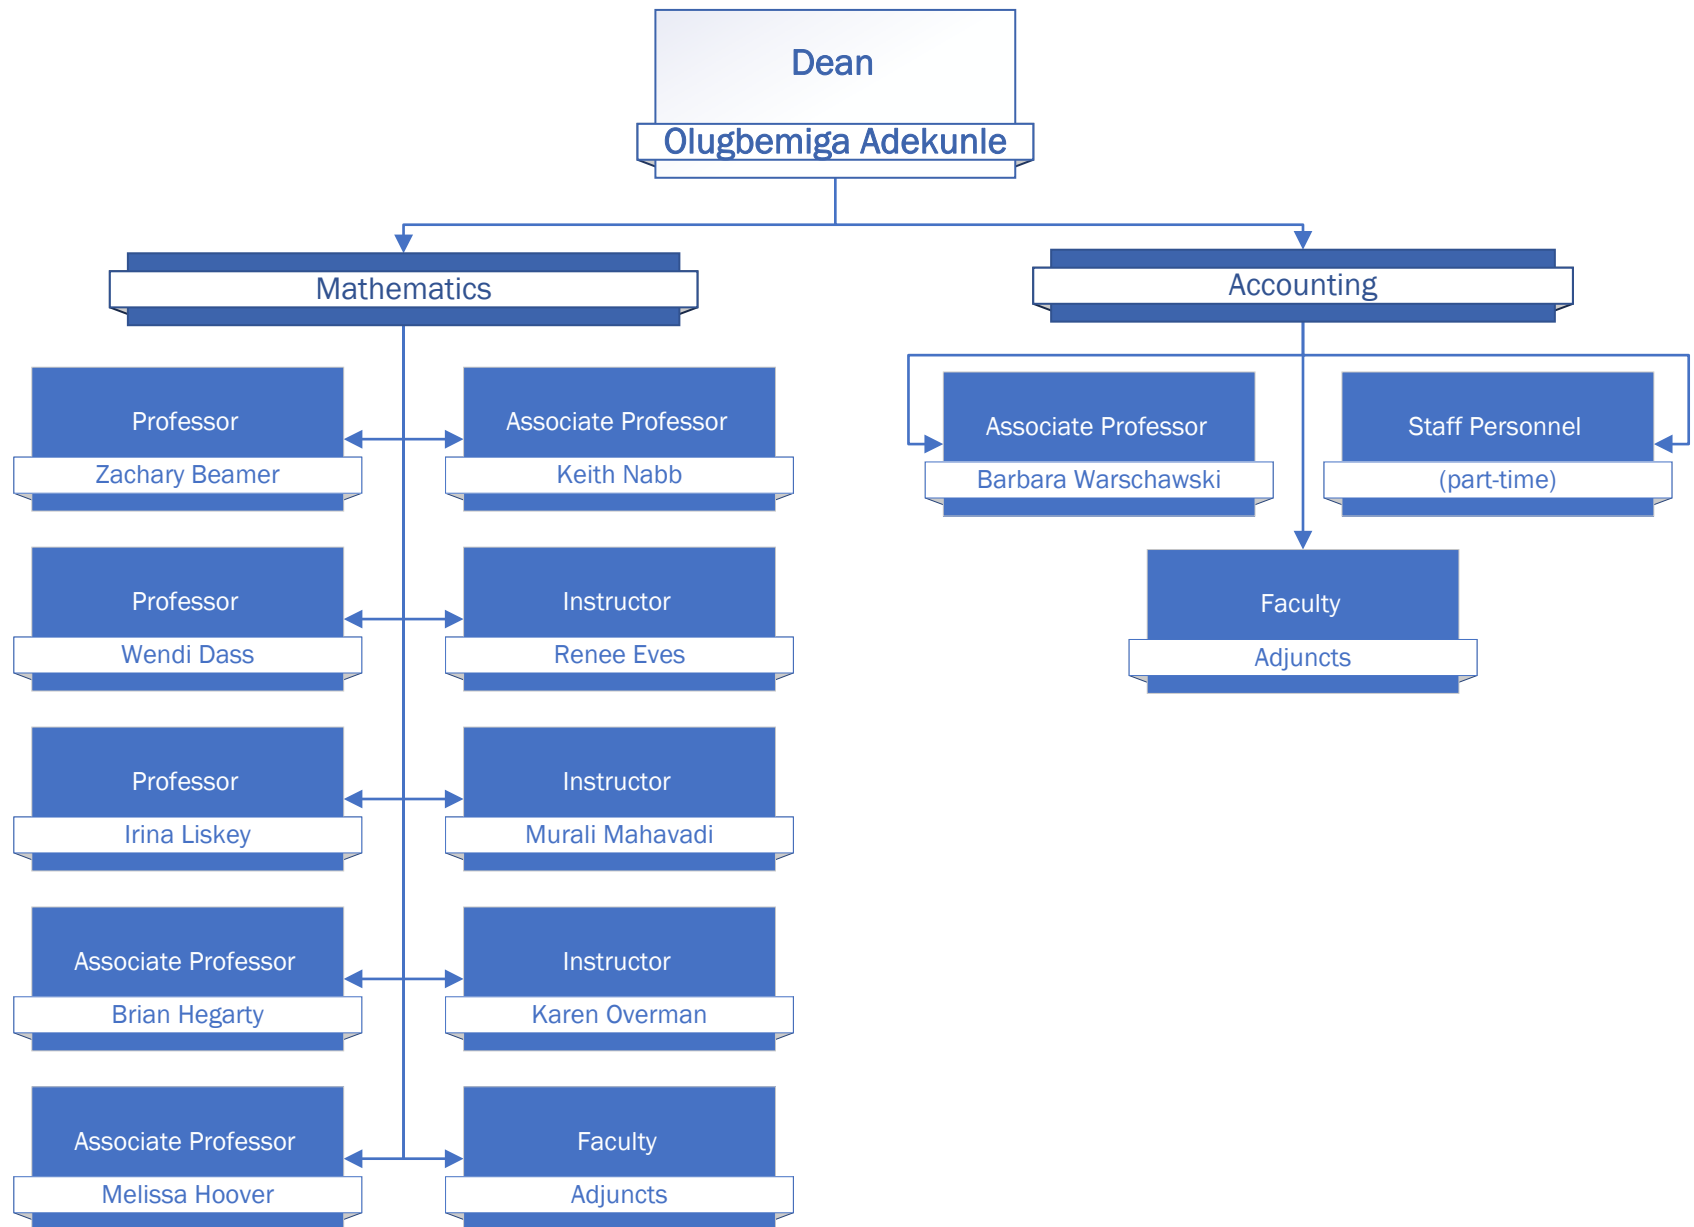 Dean
Olugbemiga Adekunle
Mathematics
Accounting
Professor
Zachary Beamer
Associate Professor
Keith Nabb
Professor
Wendi Dass
Instructor
Renee Eves
Professor
Irina Liskey
Instructor
Murali Mahavadi
Associate Professor
Brian Hegarty
Instructor
Karen Overman
Associate Professor
Melissa Hoover
Faculty
Adjuncts
Associate Professor
Barbara Warschawski
Staff Personnel
(part-time)
Faculty
Adjuncts